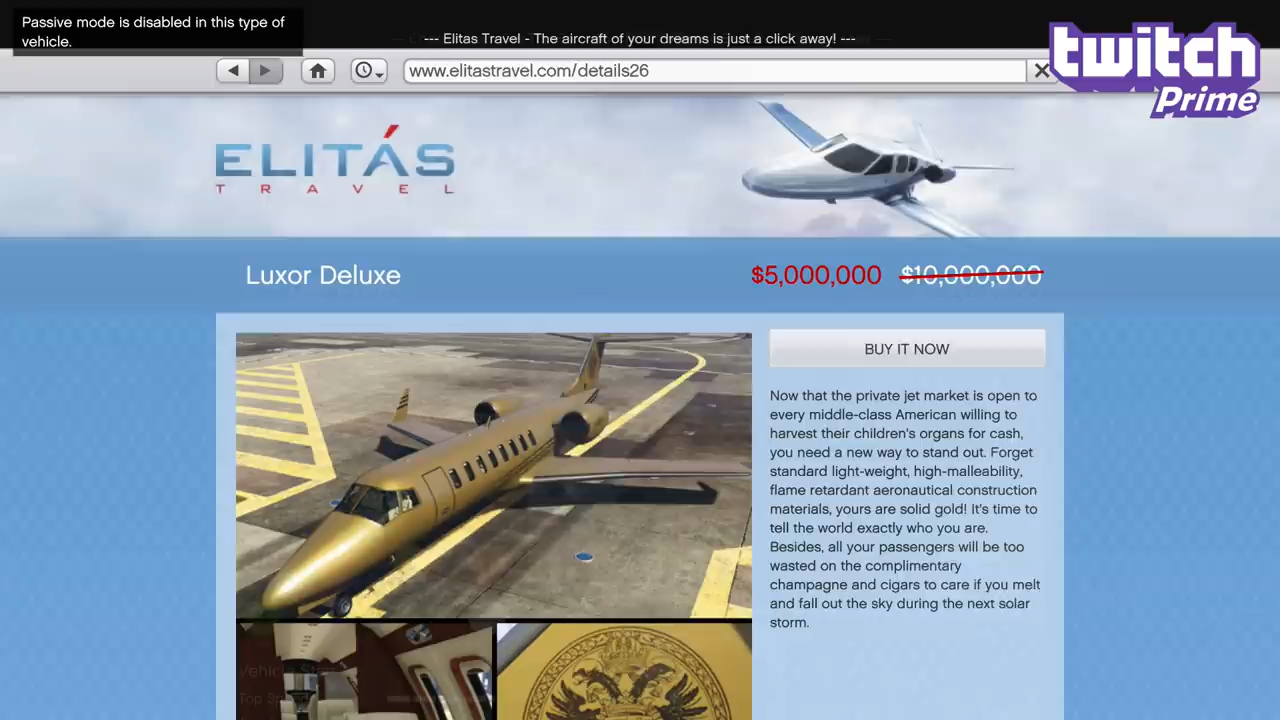 Passive mode is disabled in this type of
vehicle.
--- Elitas Travel - The aircraft of your dreams is just a click away! ---
twitch
Prime
www.elitastravel.com/details26
ELITÁS
TRAVEL
Luxor Deluxe
$5,000,000 $10,000,000
BUY IT NOW
Now that the private jet market is open to
every middle-class American willing to
harvest their children's organs for cash,
you need a new way to stand out. Forget
standard light-weight, high-malleability,
flame retardant aeronautical construction
materials, yours are solid gold! It's time to
tell the world exactly who you are.
Besides, all your passengers will be too
wasted on the complimentary
champagne and cigars to care if you melt
and fall out the sky during the next solar
storm.
Vehicle
Top